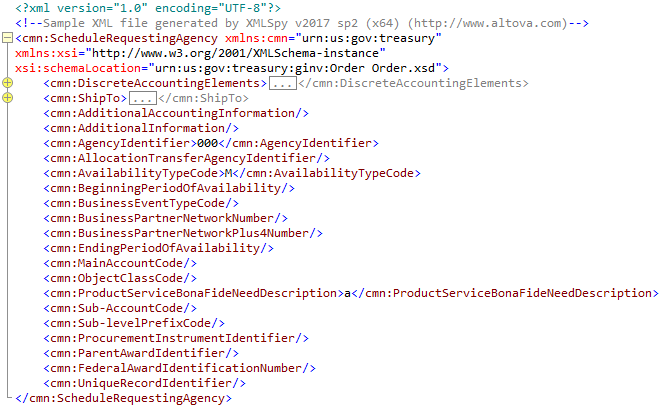 <?xml version="1.0" encoding="UTF-8"?>
<!--Sample XML file generated by XMLSpy v2017 sp2 (x64) (http://www.altova.com)-->
<cmn:ScheduleRequestingAgency xmlns:cmn="urn:us:gov:treasury"
xmlns:xsi="http://www.w3.org/2001/XMLSchema-instance"
xsi:schemaLocation="urn:us:gov:treasury:ginv:Order Order.xsd">
<cmn:DiscreteAccountingElements>...</cmn:DiscreteAccountingElements>
<cmn:ShipTo>...</cmn:ShipTo>
<cmn:AdditionalAccountingInformation/>
<cmn:AdditionalInformation/>
<cmn:AgencyIdentifier>000</cmn:AgencyIdentifier>
<cmn:AllocationTransferAgencyIdentifier/>
<cmn:AvailabilityTypeCode>M</cmn:AvailabilityTypeCode>
<cmn:BeginningPeriodOfAvailability/>
<cmn:BusinessEventTypeCode/>
<cmn:BusinessPartnerNetworkNumber/>
<cmn:BusinessPartnerNetworkPlus4Number/>
<cmn:EndingPeriodOfAvailability/>
<cmn:MainAccountCode/>
<cmn:ObjectClassCode/>
<cmn:ProductServiceBonaFideNeedDescription>a</cmn:ProductServiceBonaFideNeedDescription>
<cmn:Sub-AccountCode/>
<cmn:Sub-levelPrefixCode/>
<cmn:ProcurementInstrumentIdentifier/>
<cmn:ParentAwardIdentifier/>
<cmn:FederalAwardIdentificationNumber/>
<cmn:UniqueRecordIdentifier/>
</cmn:ScheduleRequestingAgency>